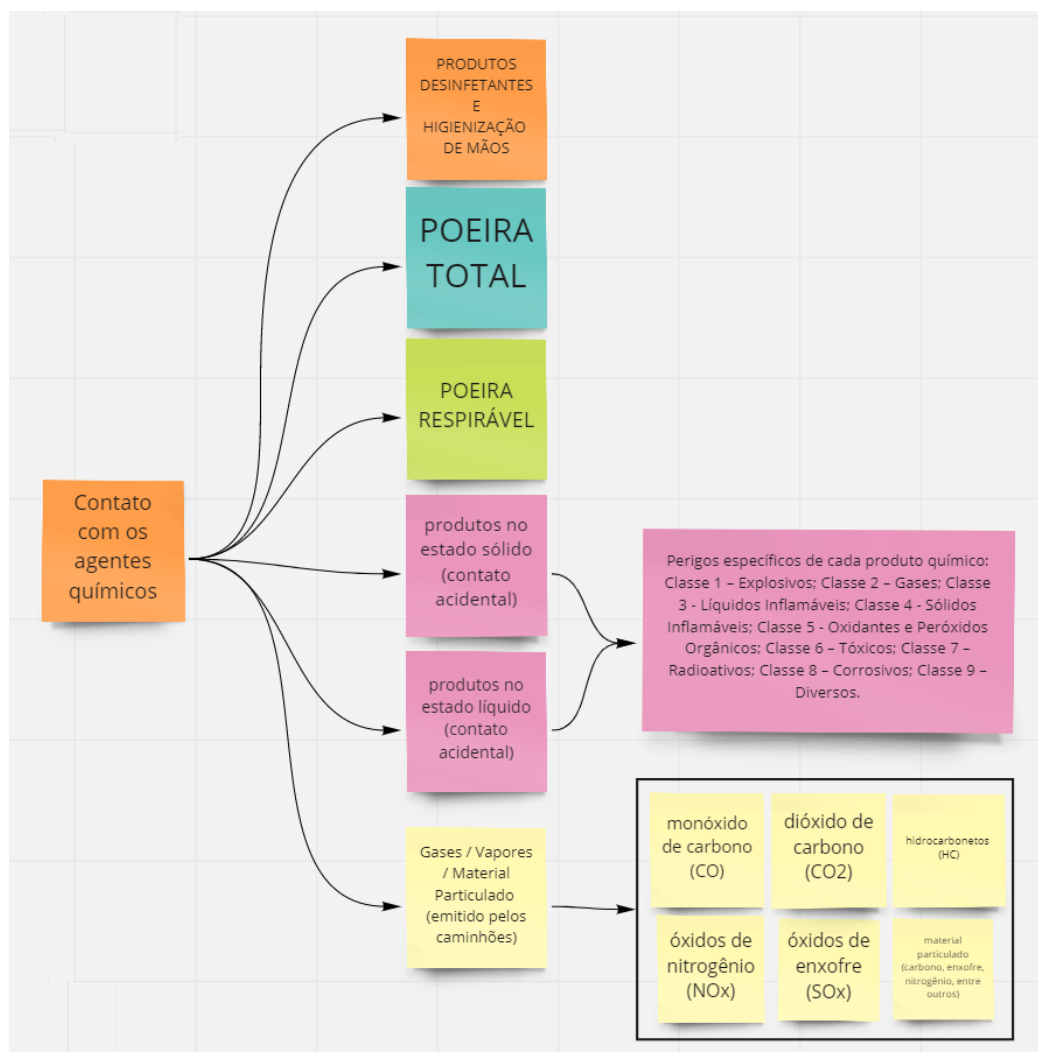 PRODUTOS
DESINFETANTES
E
HIGIENIZAÇÃO
DE MÃOS
POEIRA
TOTAL
POEIRA
RESPIRÁVEL
Contato
com os
agentes
químicos
produtos no
estado sólido
(contato
acidental)
Perigos específicos de cada produto químico:
Classe 1 – Explosivos; Classe 2 – Gases; Classe
3 - Líquidos Inflamáveis; Classe 4 - Sólidos
Inflamáveis; Classe 5 - Oxidantes e Peróxidos
Orgânicos; Classe 6 – Tóxicos; Classe 7 –
Radioativos; Classe 8 – Corrosivos; Classe 9 –
Diversos.
produtos no
estado líquido
(contato
acidental)
Gases / Vapores
/ Material
Particulado
(emitido pelos
caminhões)
monóxido
de carbono
(CO)
dióxido de
carbono
(CO2)
hidrocarbonetos
(HC)
óxidos de
nitrogênio
(NOx)
óxidos de
enxofre
(SOx)
material
particulado
(carbono, enxofre,
nitrogênio, entre
outros)